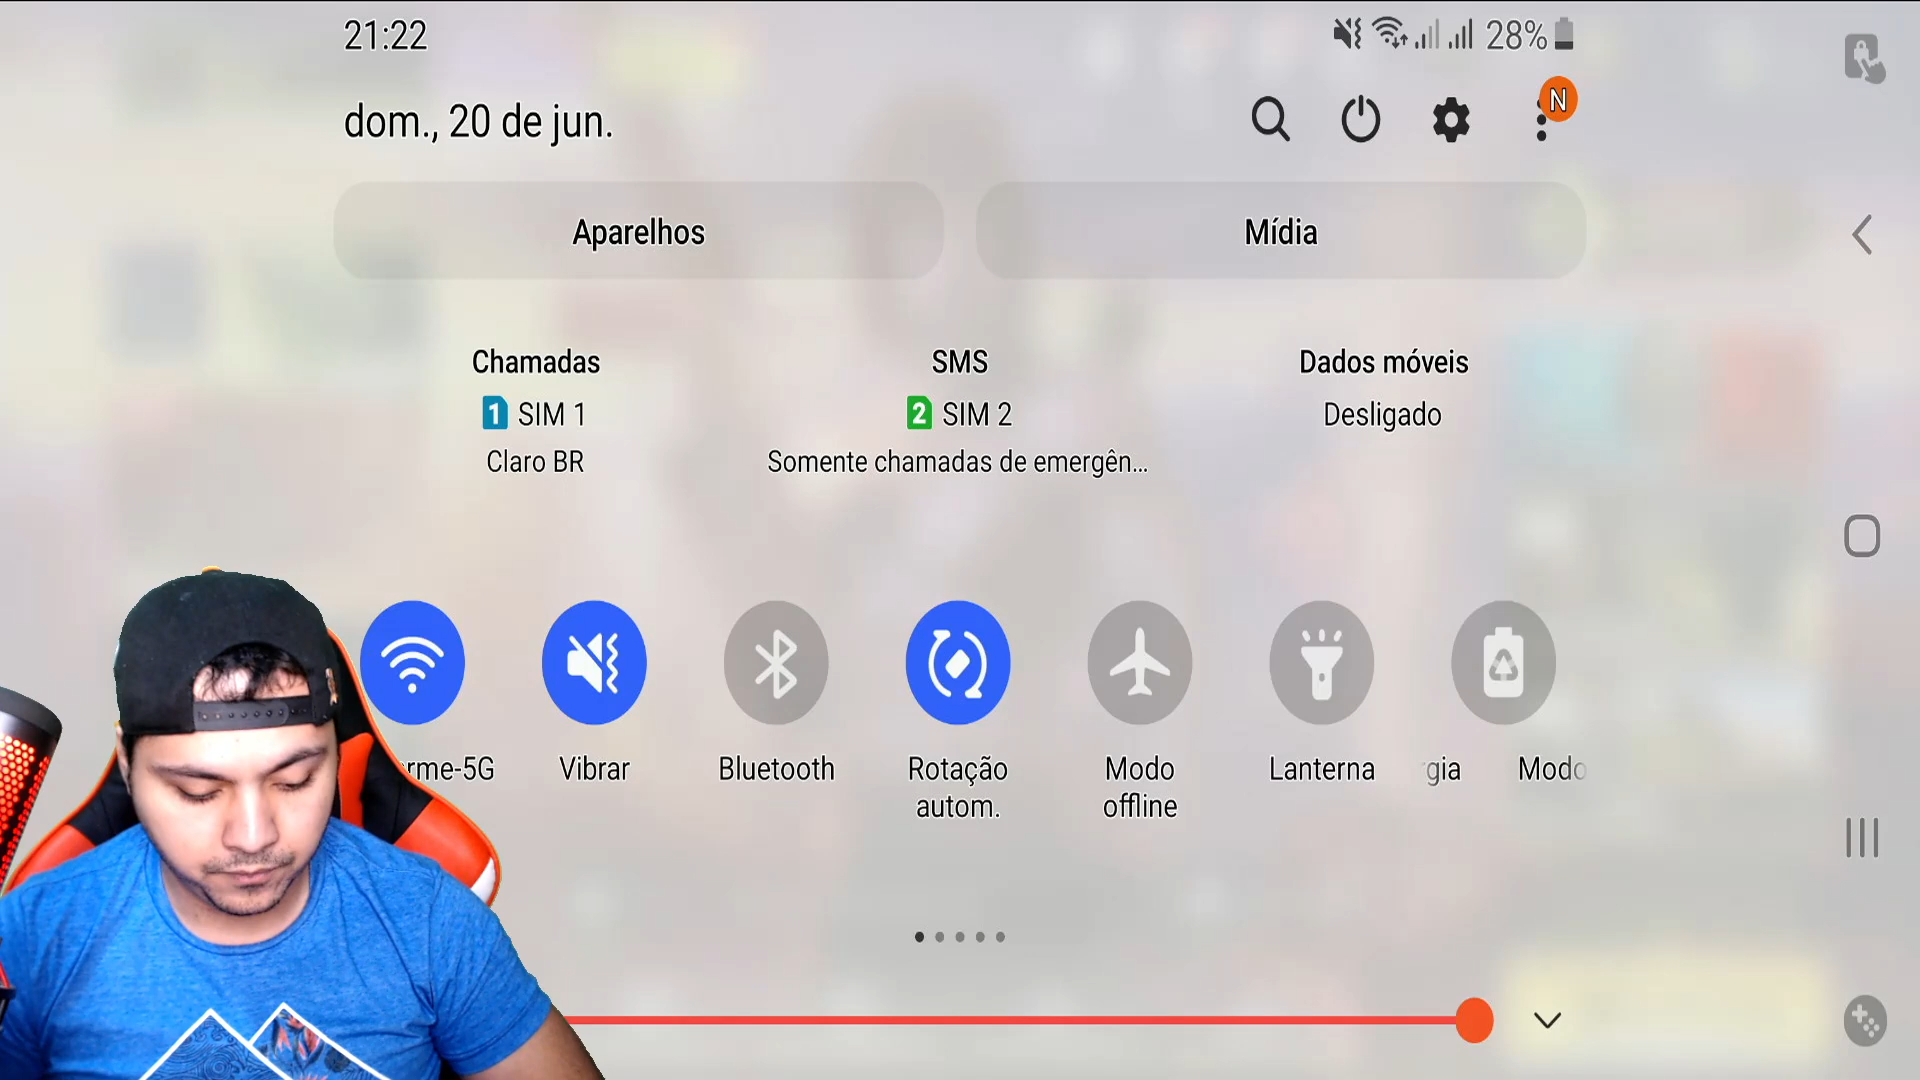 21:22
28%
dom., 20 de jun.
N
Aparelhos
Mídia
Chamadas
SMS
Dados móveis
1 SIM 1
2 SIM 2
Desligado
Claro BR
Somente chamadas de emergên...
rme-5G
Vibrar
Bluetooth
Rotação
autom.
Modo
offline
Lanterna
gia
Modo